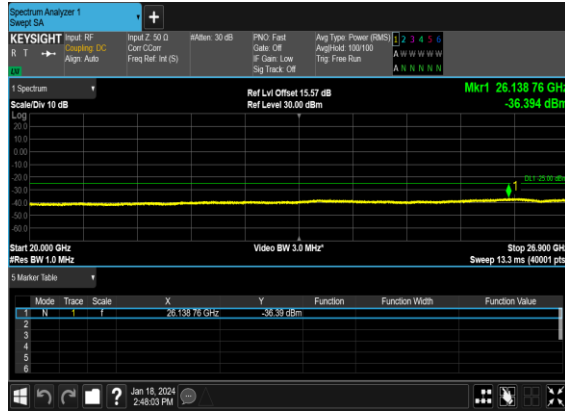 Spectrum Analyzer 1
Swept SA
+
KEYSIGHT Input: RF Input Z: 50 Ω #Atten: 30 dB PNO: Fast Avg Type: Power (RMS) 1 2 3 4 5 6
R T Coupling: DC Corr CCorr Gate: Off Avg|Hold: 100/100 A W W W W W
Align: Auto Freq Ref: Int (S) IF Gain: Low Trig: Free Run
LXI Sig Track: Off A N N N N N
1 Spectrum Ref Lvl Offset 15.57 dB Mkr1 26.138 76 GHz
Scale/Div 10 dB Ref Level 30.00 dBm -36.394 dBm
Log
20.0
10.0
0.00
-10.0
-20.0
DL1 -25.00 dBm
1
-30.0
-40.0
-50.0
-60.0
Start 20.000 GHz Video BW 3.0 MHz* Stop 26.900 GHz
#Res BW 1.0 MHz Sweep 13.3 ms (40001 pts)
5 Marker Table
Mode Trace Scale X Y Function Function Width Function Value
1 N 1 f 26.138 76 GHz -36.39 dBm
2
3
4
5
6
? Jan 18, 2024
2:48:03 PM